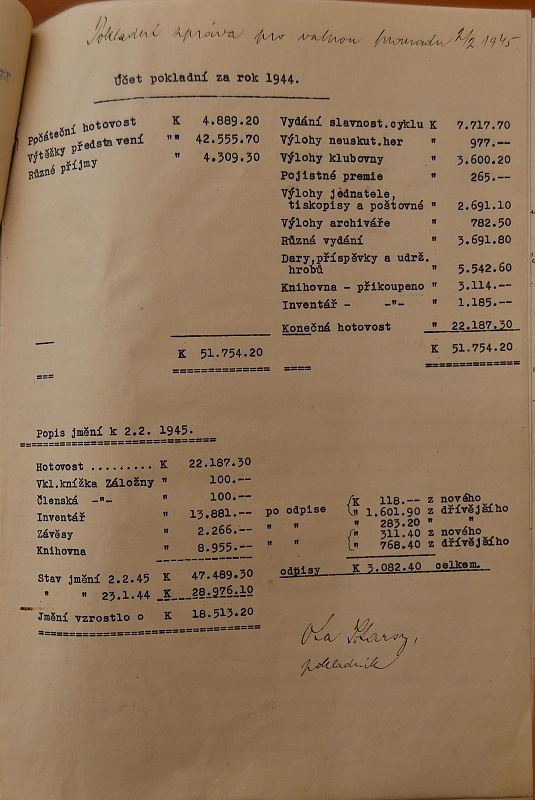 Pokladní zpráva pro valnou hromadu 2/2 1945.
Účet pokladní za rok 1944.
Počáteční hotovost K 4.889.20
Výtěžky představení "" 42.555.70
Různé příjmy " 4.309.30
K 51.754.20
Vydání slavnost.cyklu K 7.717.70
Výlohy neuskut.her " 977.--
Výlohy klubovny " 3.600.20
Pojistné premie " 265.--
Výlohy jednatele,
tiskopisy a poštovné " 2.691.10
Výlohy archiváře " 782.50
Různá vydání " 3.691.80
Dary,příspěvky a udrž.
hrobů " 5.542.60
Knihovna - přikoupeno " 3.114.--
Inventář - -"- " 1.185.--
Konečná hotovost " 22.187.30
K 51.754.20
Popis jmění k 2.2. 1945.
Hotovost ......... K 22.187.30
Vkl.knížka Záložny " 100.--
Členská -"- " 100.--
Inventář " 13.881.-- po odpise K 118.-- z nového
" 1.601.90 z dřívějšího
Závěsy " 2.266.-- " " " 283.20 " "
Knihovna " 8.955.-- " " " 311.40 z nového
" 768.40 z dřívějšího
Stav jmění 2.2.45 K 47.489.30 odpisy K 3.082.40 celkem.
" " 23.1.44 K 28.976.10
Jmění vzrostlo o K 18.513.20
pokladník